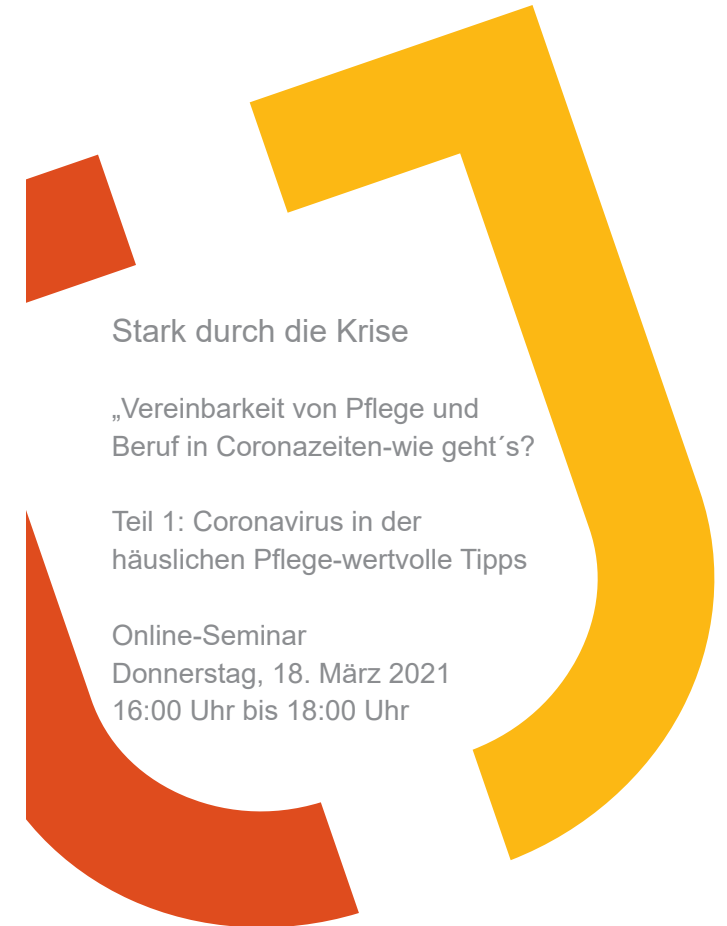 Stark durch die Krise
„Vereinbarkeit von Pflege und
Beruf in Coronazeiten-wie geht´s?
Teil 1: Coronavirus in der
häuslichen Pflege-wertvolle Tipps
Online-Seminar
Donnerstag, 18. März 2021
16:00 Uhr bis 18:00 Uhr